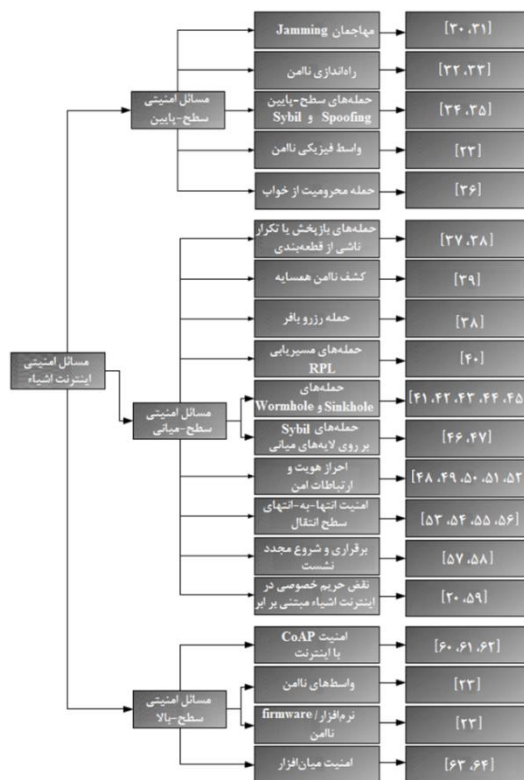 مسائل امنیتی
اینترنت اشیاء
مسائل امنیتی
سطح-پایین
مهاجمان Jamming
[۳۰، ۳۱]
راه‌اندازی ناامن
[۳۲، ۳۳]
حمله‌های سطح-پایین
Sybil و Spoofing
[۳۴، ۳۵]
واسط فیزیکی ناامن
[۲۳]
حمله محرومیت از خواب
[۳۶]
مسائل امنیتی
سطح-میانی
حمله‌های بازپخش یا تکرار
ناشی از قطعه‌بندی
[۳۷، ۳۸]
کشف ناامن همسایه
[۳۹]
حمله رزرو بافر
[۳۸]
حمله‌های مسیریابی
RPL
[۴۰]
حمله‌های
Sinkhole و Wormhole
[۴۱، ۴۲، ۴۳، ۴۴، ۴۵]
حمله‌های Sybil
بر روی لایه‌های میانی
[۴۶، ۴۷]
احراز هویت و
ارتباطات امن
[۴۸، ۴۹، ۵۰، ۵۱، ۵۲]
امنیت انتها-به-انتهای
سطح انتقال
[۵۳، ۵۴، ۵۵، ۵۶]
برقراری و شروع مجدد
نشست
[۵۷، ۵۸]
نقض حریم خصوصی در
اینترنت اشیاء مبتنی بر ابر
[۲۰، ۵۹]
مسائل امنیتی
سطح-بالا
امنیت CoAP
با اینترنت
[۶۰، ۶۱، ۶۲]
واسط‌های ناامن
[۲۳]
نرم‌افزار/ firmware
ناامن
[۲۳]
امنیت میان‌افزار
[۶۳، ۶۴]